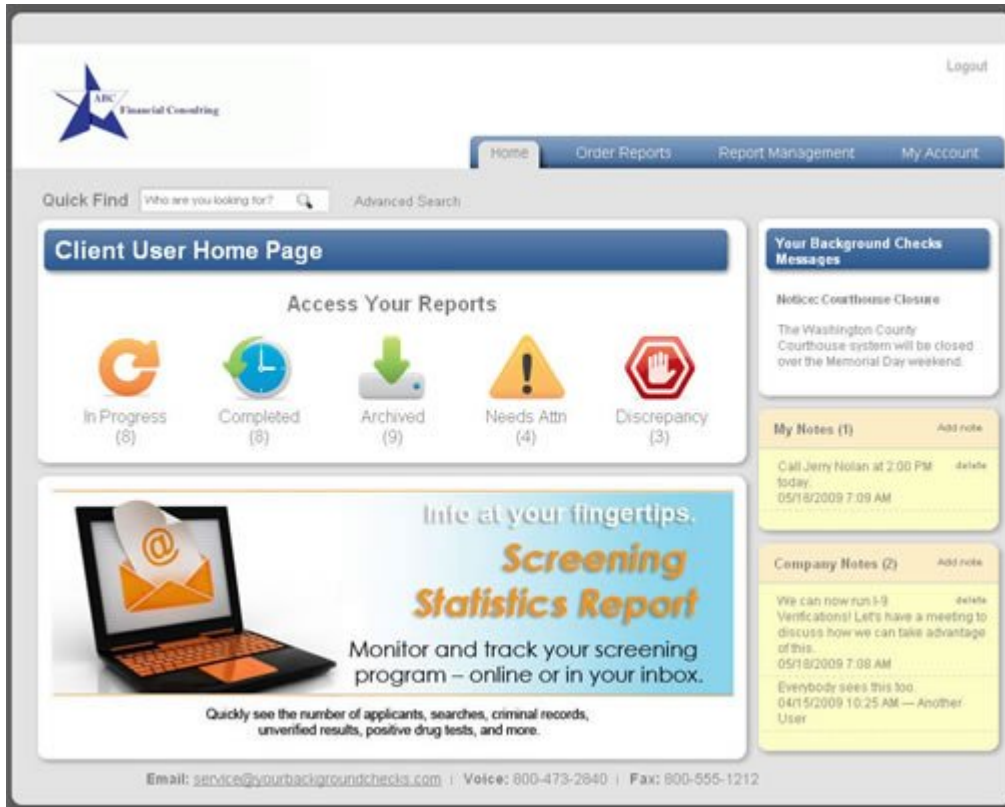 Logout
ABC
Financial Consulting
Home
Order Reports
Report Management
My Account
Quick Find
Who are you looking for?
Advanced Search
Client User Home Page
Access Your Reports
In Progress
(8)
Completed
(8)
Archived
(9)
Needs Attn
(4)
Discrepancy
(3)
Info at your fingertips.
Screening
Statistics Report
Monitor and track your screening
program – online or in your inbox.
Quickly see the number of applicants, searches, criminal records,
unverified results, positive drug tests, and more.
Your Background Checks
Messages
Notice: Courthouse Closure
The Washington County
Courthouse system will be closed
over the Memorial Day weekend.
My Notes (1) Add note
Call Jerry Nolan at 2:00 PM delete
today.
05/18/2009 7:09 AM
Company Notes (2) Add note
We can now run I-9 delete
Verifications! Let's have a meeting to
discuss how we can take advantage
of this.
05/18/2009 7:08 AM
Everybody sees this too.
04/15/2009 10:25 AM — Another
User
Email: service@yourbackgroundchecks.com | Voice: 800-473-2840 | Fax: 800-555-1212